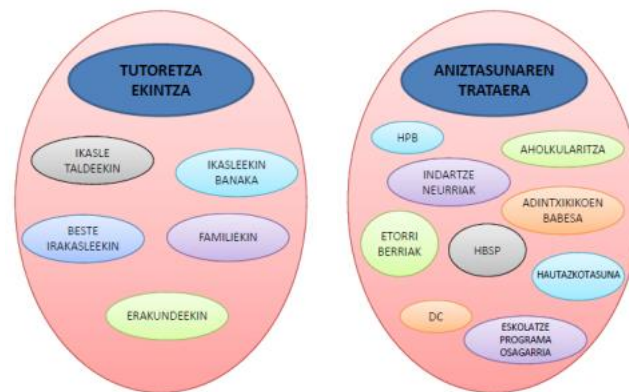 TUTORETZA
EKINTZA
IKASLE
TALDEEKIN
IKASLEEKIN
BANAKA
BESTE
IRAKASLEEKIN
FAMILIEKIN
ERAKUNDEEKIN
ANIZTASUNAREN
TRATAERA
HPB
AHOLKULARITZA
INDARTZE
NEURRIAK
ADINTXIKIKOEN
BABESA
ETORRI
BERRIAK
HBSP
HAUTAZKOTASUNA
DC
ESKOLATZE
PROGRAMA
OSAGARRIA